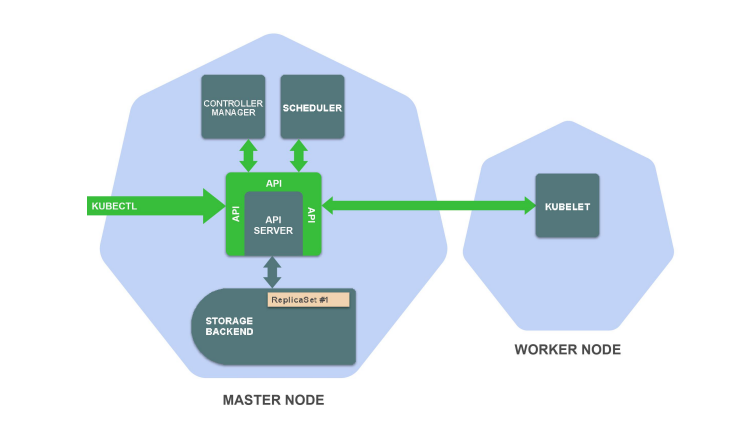 CONTROLLER
MANAGER
SCHEDULER
API
API
API
API
SERVER
KUBECTL
KUBELET
ReplicaSet #1
STORAGE
BACKEND
WORKER NODE
MASTER NODE